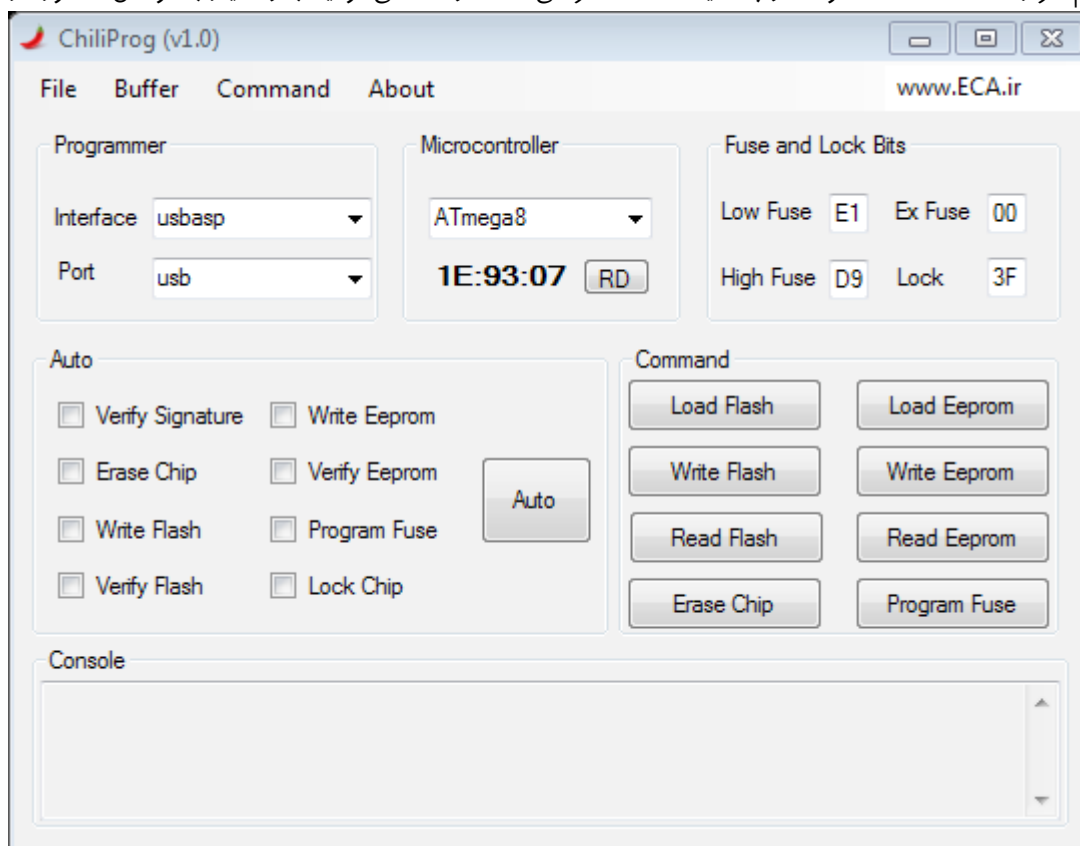 ChiliProg (v1.0)
File Buffer Command About www.ECA.ir
Programmer
Interface usbasp
Port usb
Microcontroller
ATmega8
1E:93:07 RD
Fuse and Lock Bits
Low Fuse E1 Ex Fuse 00
High Fuse D9 Lock 3F
Auto
Verify Signature Write Eeprom
Erase Chip Verify Eeprom
Write Flash Program Fuse
Verify Flash Lock Chip
Auto
Command
Load Flash Load Eeprom
Write Flash Write Eeprom
Read Flash Read Eeprom
Erase Chip Program Fuse
Console